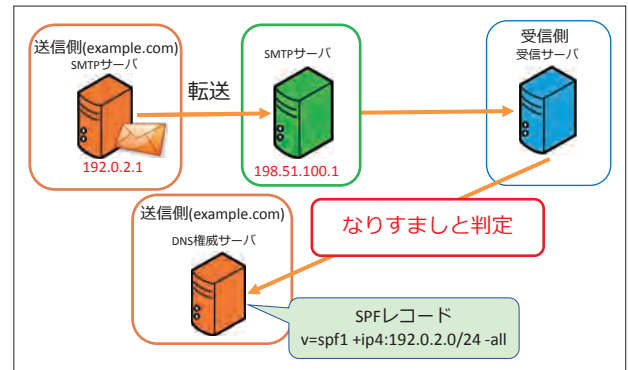 送信側(example.com)
SMTPサーバ
192.0.2.1
転送
SMTPサーバ
198.51.100.1
受信側
受信サーバ
送信側(example.com)
DNS権威サーバ
なりすましと判定
SPFレコード
v=spf1 +ip4:192.0.2.0/24 -all